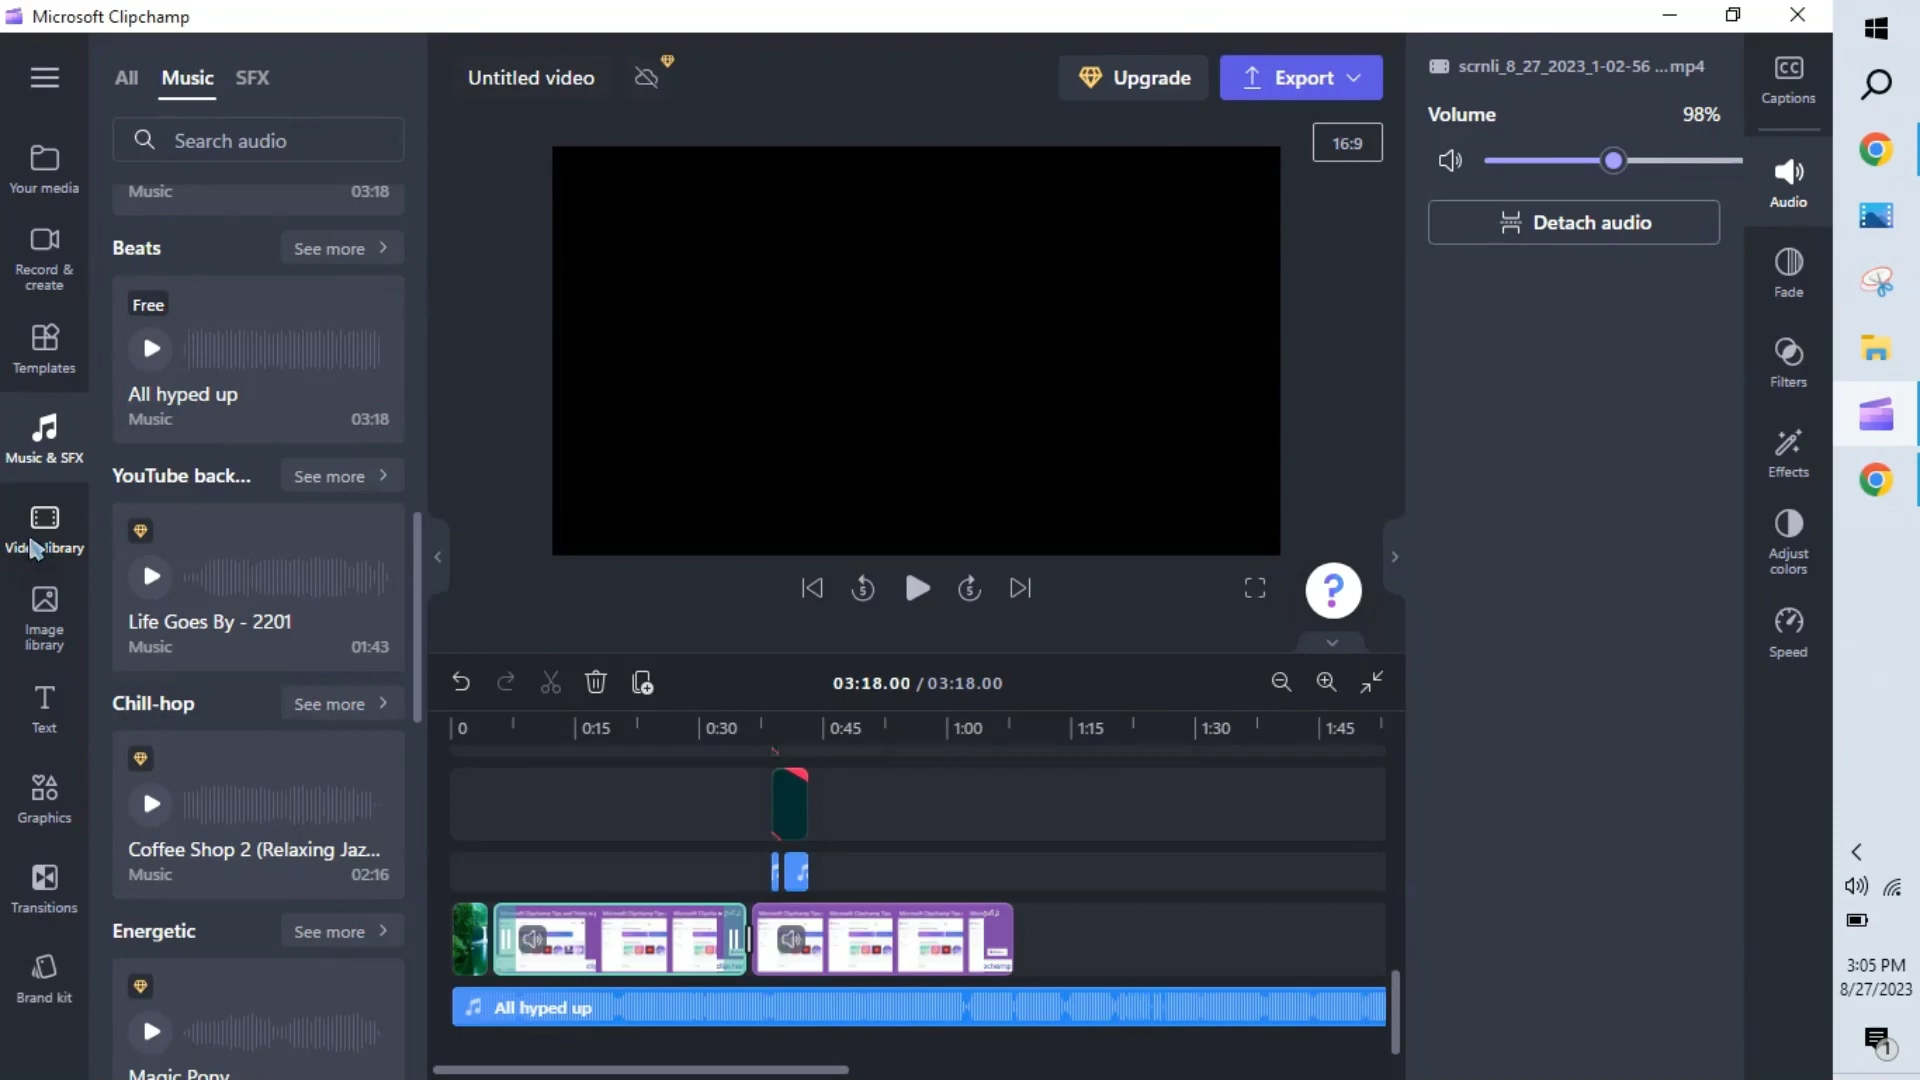 Microsoft Clipchamp
All Music SFX
Search audio
Music 03:18
Beats See more
Free
All hyped up
Music 03:18
YouTube back... See more
Life Goes By - 2201
Music 01:43
Chill-hop See more
Coffee Shop 2 (Relaxing Jaz...
Music 02:16
Energetic See more
Magic Pony
Your media
Record &
create
Templates
Music & SFX
Video library
Image
library
Text
Graphics
Transitions
Brand kit
Untitled video
Upgrade
Export
16:9
5
5
?
03:18.00 / 03:18.00
0 0:15 0:30 0:45 1:00 1:15 1:30 1:45
All hyped up
scrnli_8_27_2023_1-02-56 ...mp4
Volume 98%
Detach audio
CC
Captions
Audio
Fade
Filters
Effects
Adjust
colors
Speed
3:05 PM
8/27/2023
1